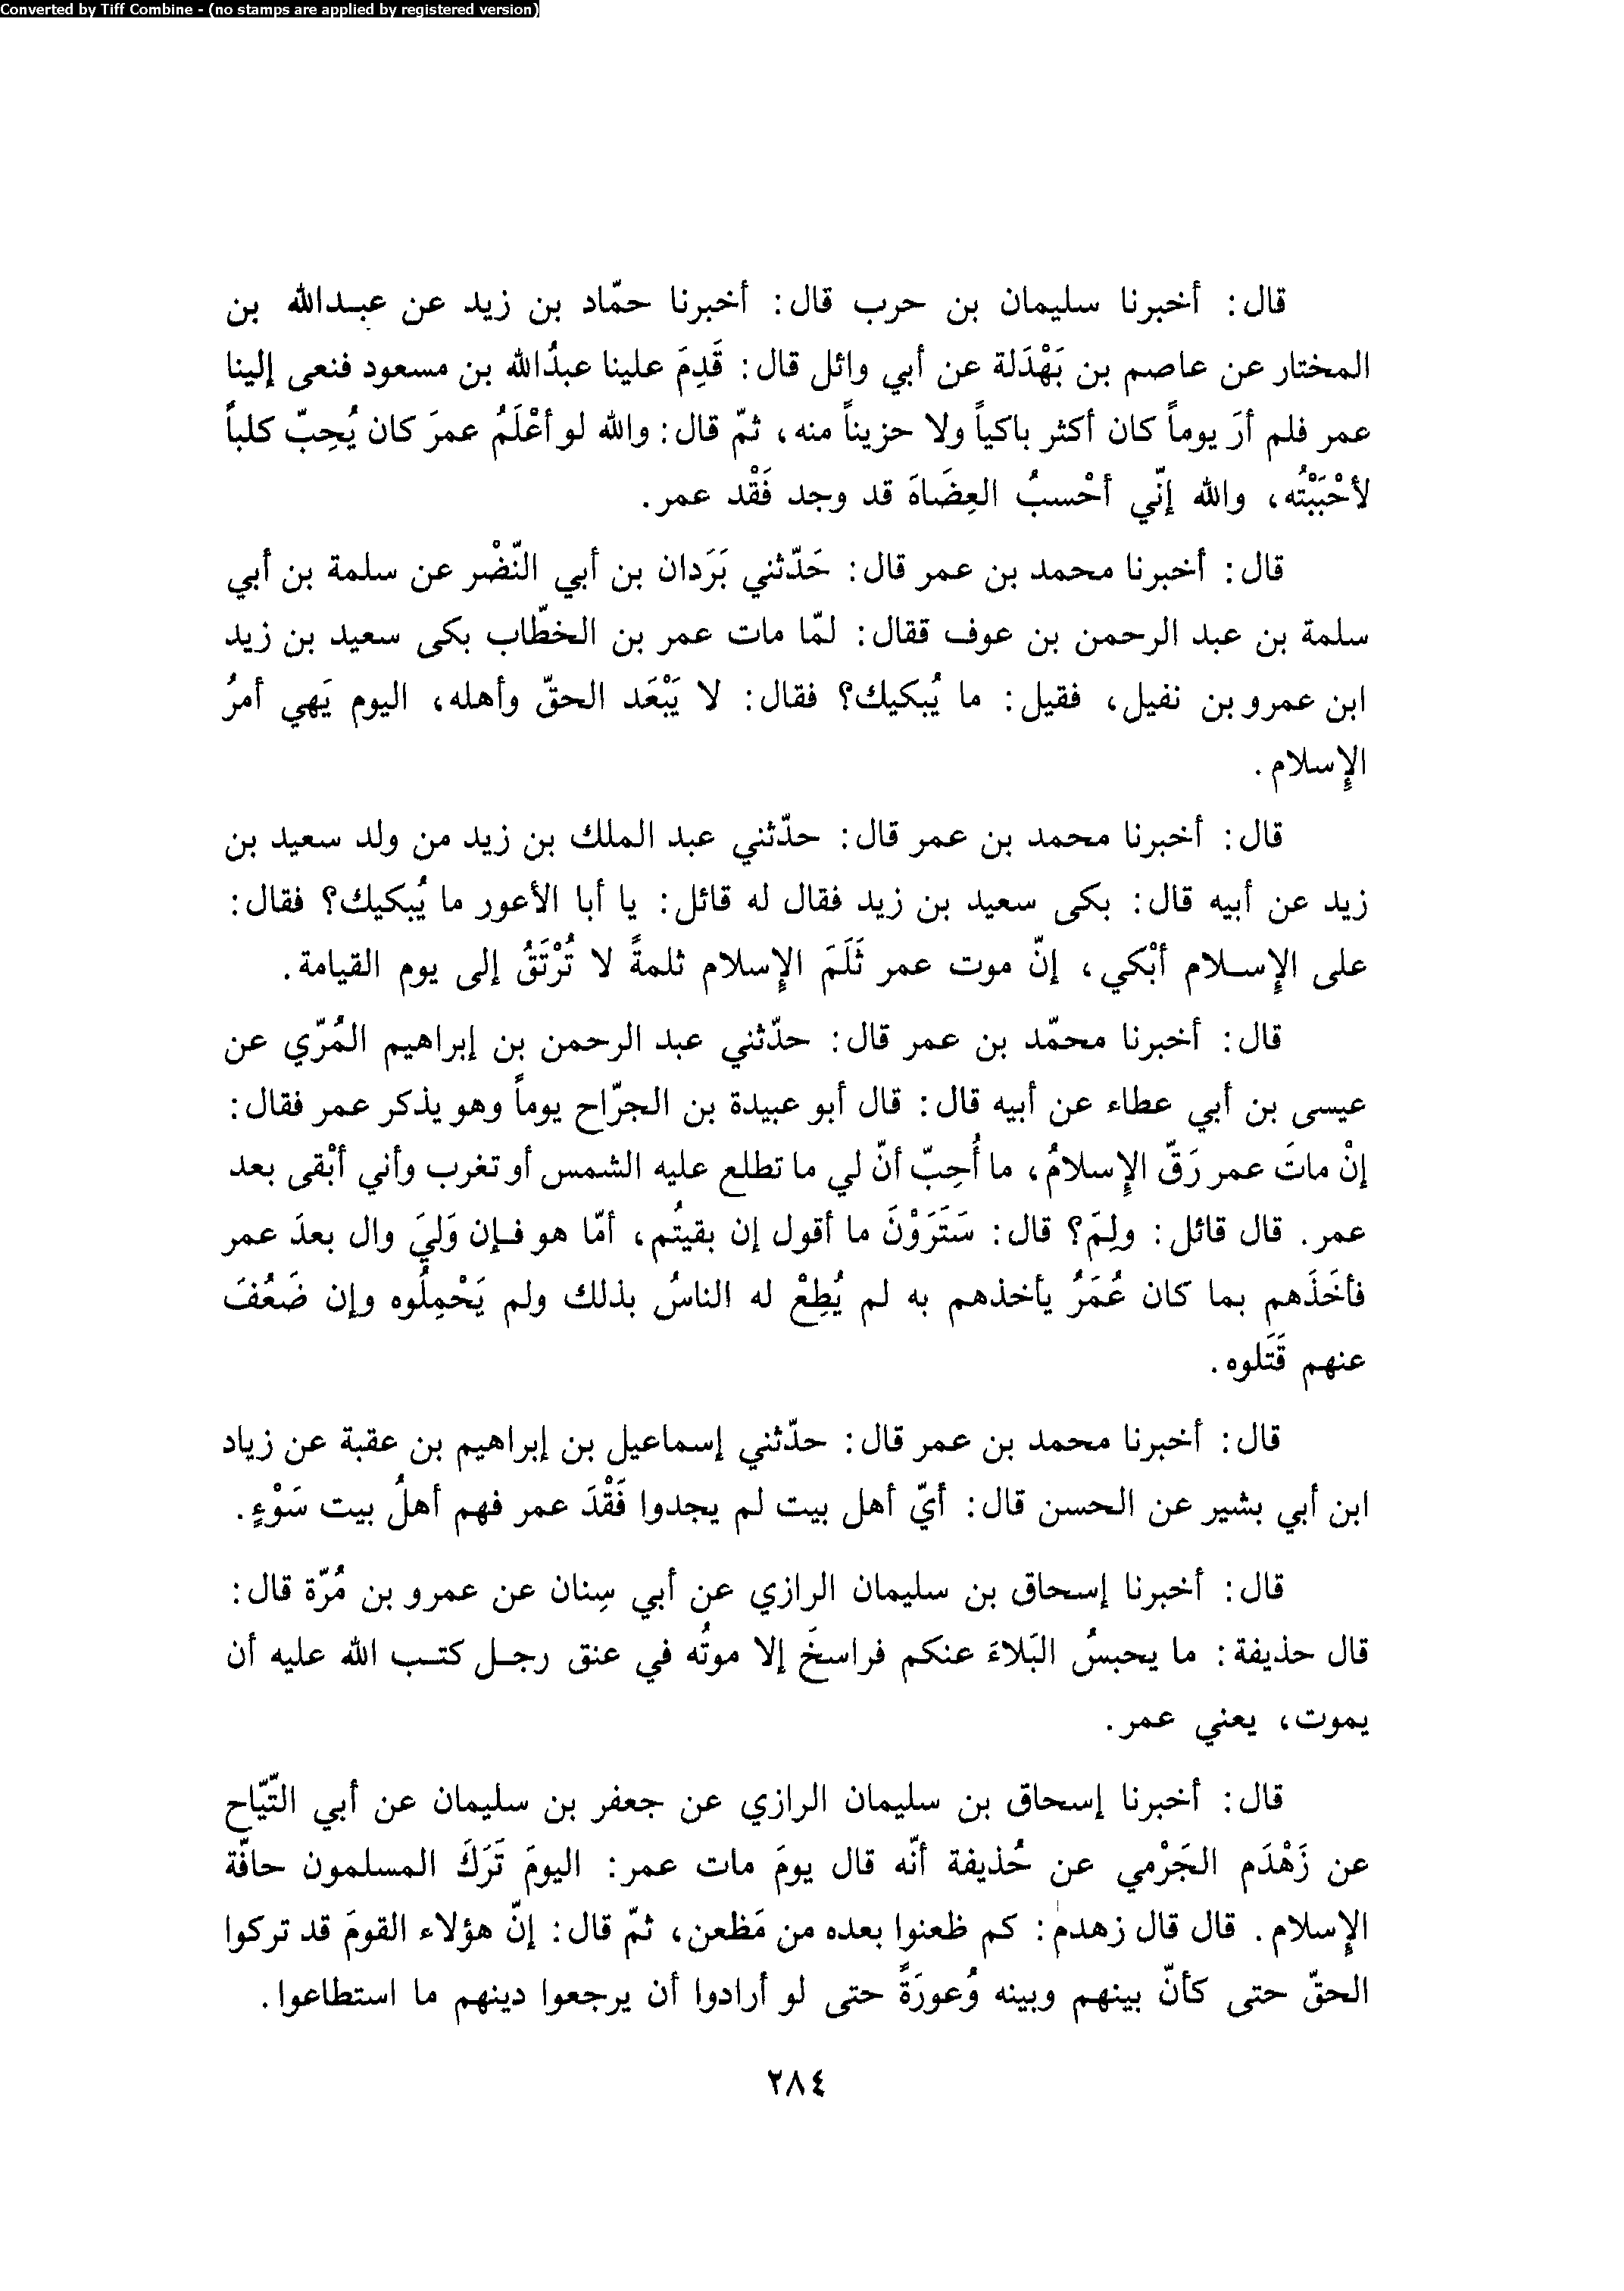 Converted by Tiff Combine - (no stamps are applied by registered version)
قال: أخبرنا سليمان بن حرب قال: أخبرنا حمّاد بن زيد عن عبدالله بن
المختار عن عاصم بن بَهْدَلة عن أبي وائل قال: قَدِمَ علينا عبدُالله بن مسعود فنعى إلينا
عمر فلم أرَ يوماً كان أكثر باكياً ولا حزيناً منه، ثمّ قال: والله لو أعْلَمُ عمرَ كان يُحِبّ كلباً
لأحْبَبْتُه، والله إنّي أحْسبُ العِضَاهَ قد وجد فَقْد عمر.
قال: أخبرنا محمد بن عمر قال: حَدّثني بَرَدان بن أبي النّضْر عن سلمة بن أبي
سلمة بن عبد الرحمن بن عوف ققال: لمّا مات عمر بن الخطّاب بكى سعيد بن زيد
ابن عمرو بن نفيل، فقيل: ما يُبكيك؟ فقال: لا يَبْعَد الحقّ وأهله، اليوم يَهي أمرُ
الإِسلام.
قال: أخبرنا محمد بن عمر قال: حدّثني عبد الملك بن زيد من ولد سعيد بن
زيد عن أبيه قال: بكى سعيد بن زيد فقال له قائل: يا أبا الأعور ما يُبكيك؟ فقال:
على الإِسلام أبْكي، إنّ موت عمر ثَلَمَ الإِسلام ثلمةً لا تُرْتَقُ إلى يوم القيامة.
قال: أخبرنا محمّد بن عمر قال: حدّثني عبد الرحمن بن إبراهيم المُرّي عن
عيسى بن أبي عطاء عن أبيه قال: قال أبو عبيدة بن الجرّاح يوماً وهو يذكر عمر فقال:
إنْ ماتَ عمر رَقّ الإِسلامُ، ما أُحِبّ أنّ لي ما تطلع عليه الشمس أو تغرب وأني أبْقى بعد
عمر. قال قائل: ولِمَ؟ قال: سَتَرَوْنَ ما أقول إن بقيتُم، أمّا هو فإن وَليَ وال بعدَ عمر
فأخَذَهم بما كان عُمَرُ يأخذهم به لم يُطِعْ له الناسُ بذلك ولم يَحْمِلُوه وإن ضَعُفَ
عنهم قَتَلوه.
قال: أخبرنا محمد بن عمر قال: حدّثني إسماعيل بن إبراهيم بن عقبة عن زياد
ابن أبي بشير عن الحسن قال: أيّ أهل بيت لم يجدوا فَقْدَ عمر فهم أهلُ بيت سَوْءٍ.
قال: أخبرنا إسحاق بن سليمان الرازي عن أبي سِنان عن عمرو بن مُرّة قال:
قال حذيفة: ما يحبسُ البَلاءَ عنكم فراسخَ إلا موتُه في عنق رجل كتب الله عليه أن
يموت، يعني عمر.
قال: أخبرنا إسحاق بن سليمان الرازي عن جعفر بن سليمان عن أبي التّيّاح
عن زَهْدَم الجَرْمي عن حُذيفة أنّه قال يومَ مات عمر: اليومَ تَرَكَ المسلمون حافّة
الإِسلام. قال قال زهدم: كم ظعنوا بعده من مَظعن، ثمّ قال: إنّ هؤلاء القومَ قد تركوا
الحقّ حتى كأنّ بينهم وبينه وُعورَةً حتى لو أرادوا أن يرجعوا دينهم ما استطاعوا.
٢٨٤